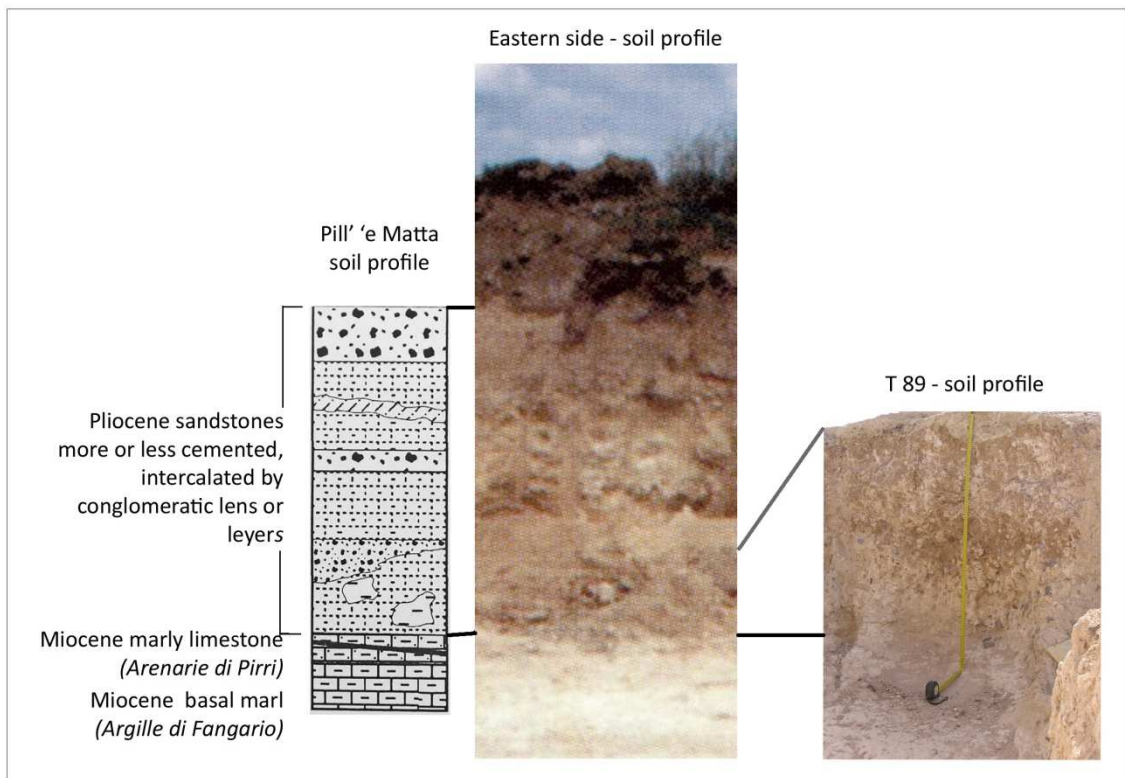 Eastern side - soil profile
Pill' 'e Matta
soil profile
T 89 - soil profile
Pliocene sandstones
more or less cemented,
intercalated by
conglomeratic lens or
leyers
Miocene marly limestone
(Arenarie di Pirri)
Miocene basal marl
(Argille di Fangario)